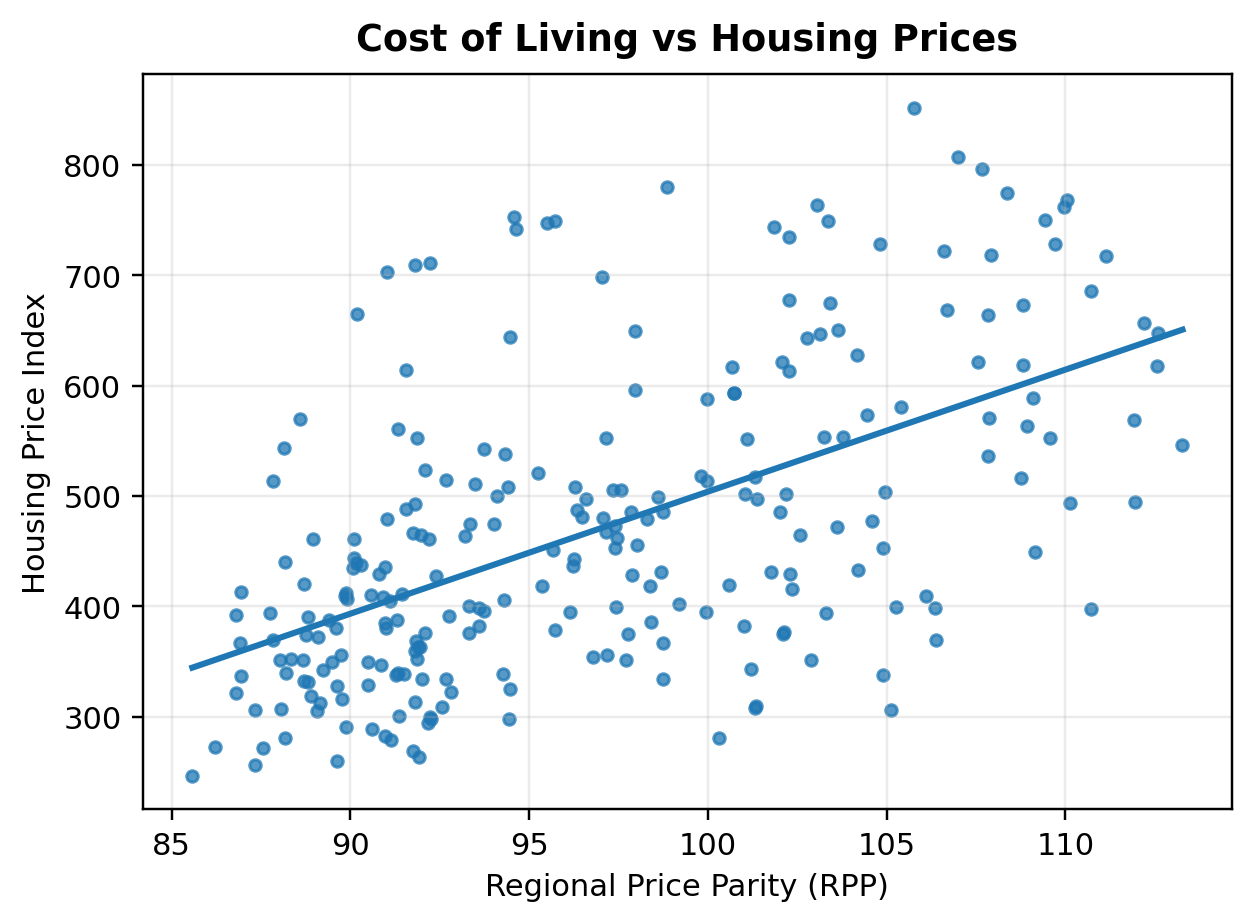 Cost of Living vs Housing Prices
Housing Price Index
800
700
600
500
400
300
85 90 95 100 105 110
Regional Price Parity (RPP)